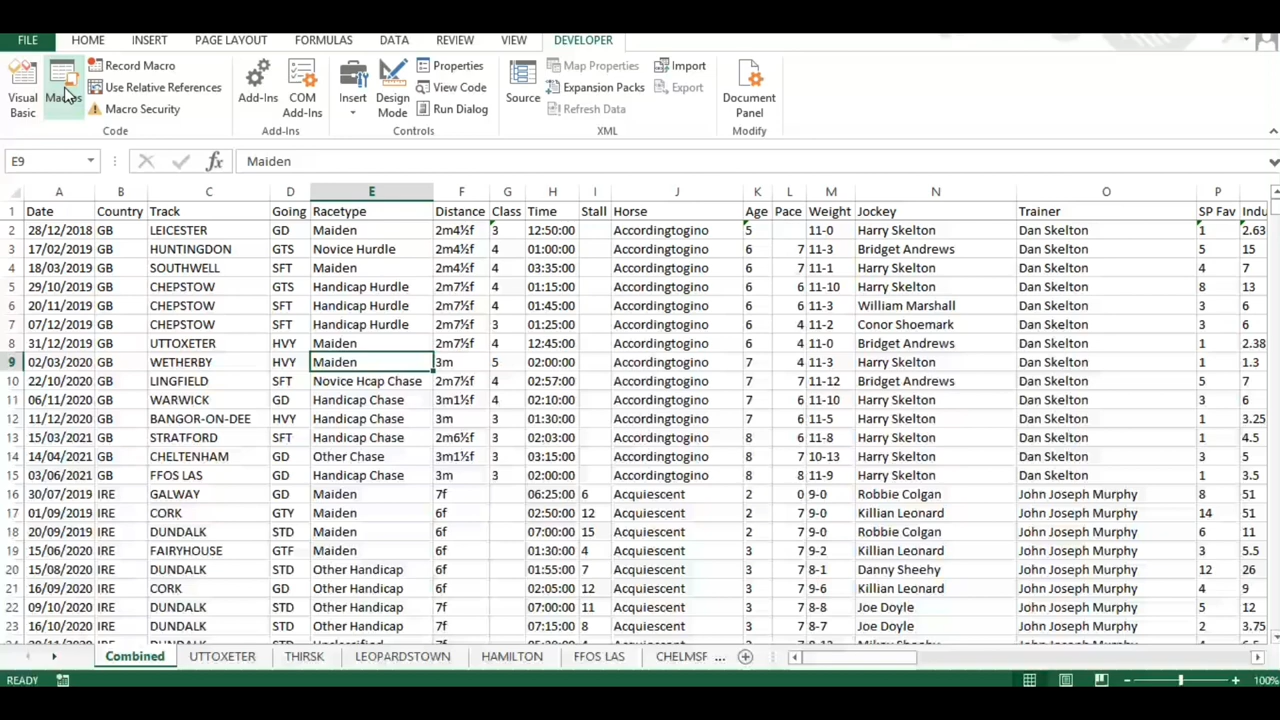 FILE HOME INSERT PAGE LAYOUT FORMULAS DATA REVIEW VIEW DEVELOPER
Visual Basic
Macros
Record Macro
Use Relative References
Macro Security
Code
Add-Ins
COM Add-Ins
Add-Ins
Insert
Design Mode
Properties
View Code
Run Dialog
Controls
Source
Map Properties
Expansion Packs
Refresh Data
Import
Export
XML
Document Panel
Modify
E9 fx Maiden
A B C D E F G H I J K L M N O P
1 Date Country Track Going Racetype Distance Class Time Stall Horse Age Pace Weight Jockey Trainer SP Fav Indu
2 28/12/2018 GB LEICESTER GD Maiden 2m4½f 3 12:50:00 Accordingtogino 5 11-0 Harry Skelton Dan Skelton 1 2.63
3 17/02/2019 GB HUNTINGDON GTS Novice Hurdle 2m4½f 4 01:00:00 Accordingtogino 6 7 11-3 Bridget Andrews Dan Skelton 5 15
4 18/03/2019 GB SOUTHWELL SFT Maiden 2m4½f 4 03:35:00 Accordingtogino 6 7 11-1 Harry Skelton Dan Skelton 4 7
5 29/10/2019 GB CHEPSTOW GTS Handicap Hurdle 2m7½f 4 01:15:00 Accordingtogino 6 7 11-10 Harry Skelton Dan Skelton 8 13
6 20/11/2019 GB CHEPSTOW SFT Handicap Hurdle 2m7½f 4 01:45:00 Accordingtogino 6 7 11-3 William Marshall Dan Skelton 3 6
7 07/12/2019 GB CHEPSTOW SFT Handicap Hurdle 2m7½f 3 01:25:00 Accordingtogino 6 4 11-2 Conor Shoemark Dan Skelton 3 6
8 31/12/2019 GB UTTOXETER HVY Maiden 2m7½f 4 12:45:00 Accordingtogino 6 4 11-0 Bridget Andrews Dan Skelton 1 2.38
9 02/03/2020 GB WETHERBY HVY Maiden 3m 5 02:00:00 Accordingtogino 7 4 11-3 Harry Skelton Dan Skelton 1 1.3
10 22/10/2020 GB LINGFIELD SFT Novice Hcap Chase 2m7½f 4 02:57:00 Accordingtogino 7 7 11-12 Bridget Andrews Dan Skelton 5 7
11 06/11/2020 GB WARWICK GD Handicap Chase 3m1½f 4 02:10:00 Accordingtogino 7 6 11-10 Harry Skelton Dan Skelton 3 6
12 11/12/2020 GB BANGOR-ON-DEE HVY Handicap Chase 3m 3 01:30:00 Accordingtogino 7 6 11-5 Harry Skelton Dan Skelton 1 3.25
13 15/03/2021 GB STRATFORD SFT Handicap Chase 2m6½f 3 02:03:00 Accordingtogino 8 6 11-8 Harry Skelton Dan Skelton 1 4.5
14 14/04/2021 GB CHELTENHAM GD Other Chase 3m1½f 3 03:15:00 Accordingtogino 8 7 10-13 Harry Skelton Dan Skelton 3 5
15 03/06/2021 GB FFOS LAS GD Handicap Chase 3m 3 02:00:00 Accordingtogino 8 8 11-9 Harry Skelton Dan Skelton 1 3.5
16 30/07/2019 IRE GALWAY GD Maiden 7f 06:25:00 6 Acquiescent 2 0 9-0 Robbie Colgan John Joseph Murphy 8 51
17 01/09/2019 IRE CORK GTY Maiden 6f 02:50:00 12 Acquiescent 2 7 9-0 Killian Leonard John Joseph Murphy 14 51
18 20/09/2019 IRE DUNDALK STD Maiden 6f 07:00:00 15 Acquiescent 2 7 9-0 Robbie Colgan John Joseph Murphy 6 11
19 15/06/2020 IRE FAIRYHOUSE GTF Maiden 6f 01:30:00 4 Acquiescent 3 7 9-2 Killian Leonard John Joseph Murphy 3 5.5
20 15/08/2020 IRE DUNDALK STD Other Handicap 6f 01:55:00 7 Acquiescent 3 7 8-1 Danny Sheehy John Joseph Murphy 12 26
21 16/09/2020 IRE CORK GD Other Handicap 6f 02:05:00 12 Acquiescent 3 7 9-6 Killian Leonard John Joseph Murphy 4 9
22 09/10/2020 IRE DUNDALK STD Other Handicap 7f 07:00:00 11 Acquiescent 3 7 8-8 Joe Doyle John Joseph Murphy 5 12
23 16/10/2020 IRE DUNDALK STD Other Handicap 7f 07:15:00 8 Acquiescent 3 7 8-7 Joe Doyle John Joseph Murphy 2 3.75
Combined UTTOXETER THIRSK LEOPARDSTOWN HAMILTON FFOS LAS CHELMSF ...
READY 100%